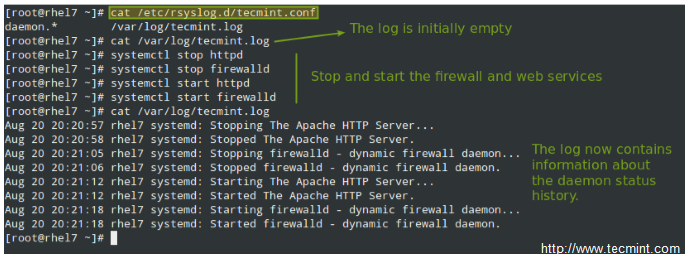 [root@rhel7 ~]# cat /etc/rsyslog.d/tecmint.conf
daemon.* /var/log/tecmint.log
[root@rhel7 ~]# cat /var/log/tecmint.log
The log is initially empty
[root@rhel7 ~]# systemctl stop httpd
[root@rhel7 ~]# systemctl stop firewalld
[root@rhel7 ~]# systemctl start httpd
[root@rhel7 ~]# systemctl start firewalld
Stop and start the firewall and web services
[root@rhel7 ~]# cat /var/log/tecmint.log
Aug 20 20:20:57 rhel7 systemd: Stopping The Apache HTTP Server...
Aug 20 20:20:58 rhel7 systemd: Stopped The Apache HTTP Server.
Aug 20 20:21:05 rhel7 systemd: Stopping firewalld - dynamic firewall daemon...
Aug 20 20:21:06 rhel7 systemd: Stopped firewalld - dynamic firewall daemon.
Aug 20 20:21:12 rhel7 systemd: Starting The Apache HTTP Server...
Aug 20 20:21:12 rhel7 systemd: Started The Apache HTTP Server.
Aug 20 20:21:18 rhel7 systemd: Starting firewalld - dynamic firewall daemon...
Aug 20 20:21:18 rhel7 systemd: Started firewalld - dynamic firewall daemon.
[root@rhel7 ~]#
The log now contains
information about
the daemon status
history.
http://www.tecmint.com